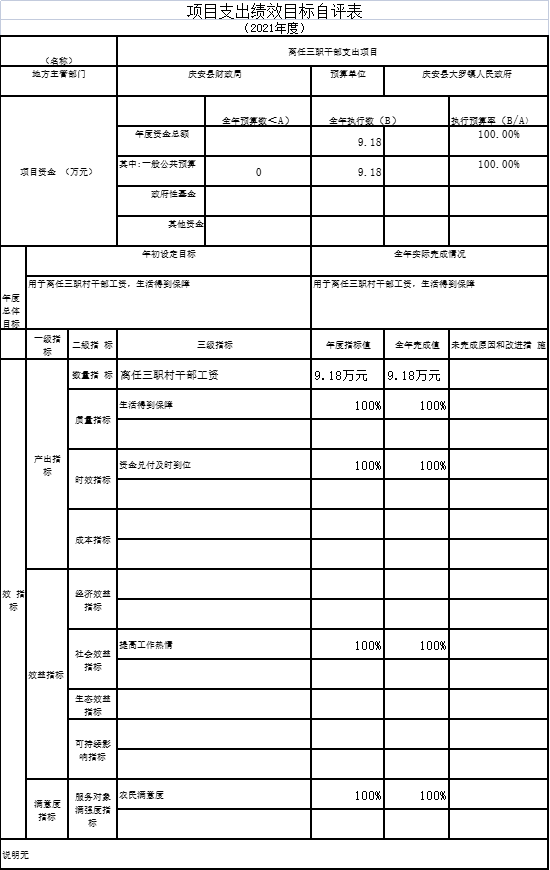 项目支出绩效目标自评表
（2021年度）
（名称） 离任三职干部支出项目
地方主管部门 庆安县财政局 预算单位 庆安县大罗镇人民政府
项目资金 （万元） 全年预算数＜A） 全年执行数（B） 执行预算率（B/A）
年度资金总额 9.18 100.00%
其中:一般公共预算 0 9.18 100.00%
政府性基金
其他资金
年度总体目标 年初设定目标 全年实际完成情况
用于离任三职村干部工资，生活得到保障 用于离任三职村干部工资，生活得到保障
效 指标 一级指标 二级指 标 三级指标 年度指标值 全年完成值 未完成原因和改进措 施
产出指标 数量指 标 离任三职村干部工资 9.18万元 9.18万元
质量指标 生活得到保障 100% 100%
时效指标 资金兑付及时到位 100% 100%
成本指标
效益指标 经济效益指标
社会效益指标 提高工作热情 100% 100%
生态效益指标
可持续影响指标
满意度指标 服务对象满强度指标 农民满意度 100% 100%
说明无